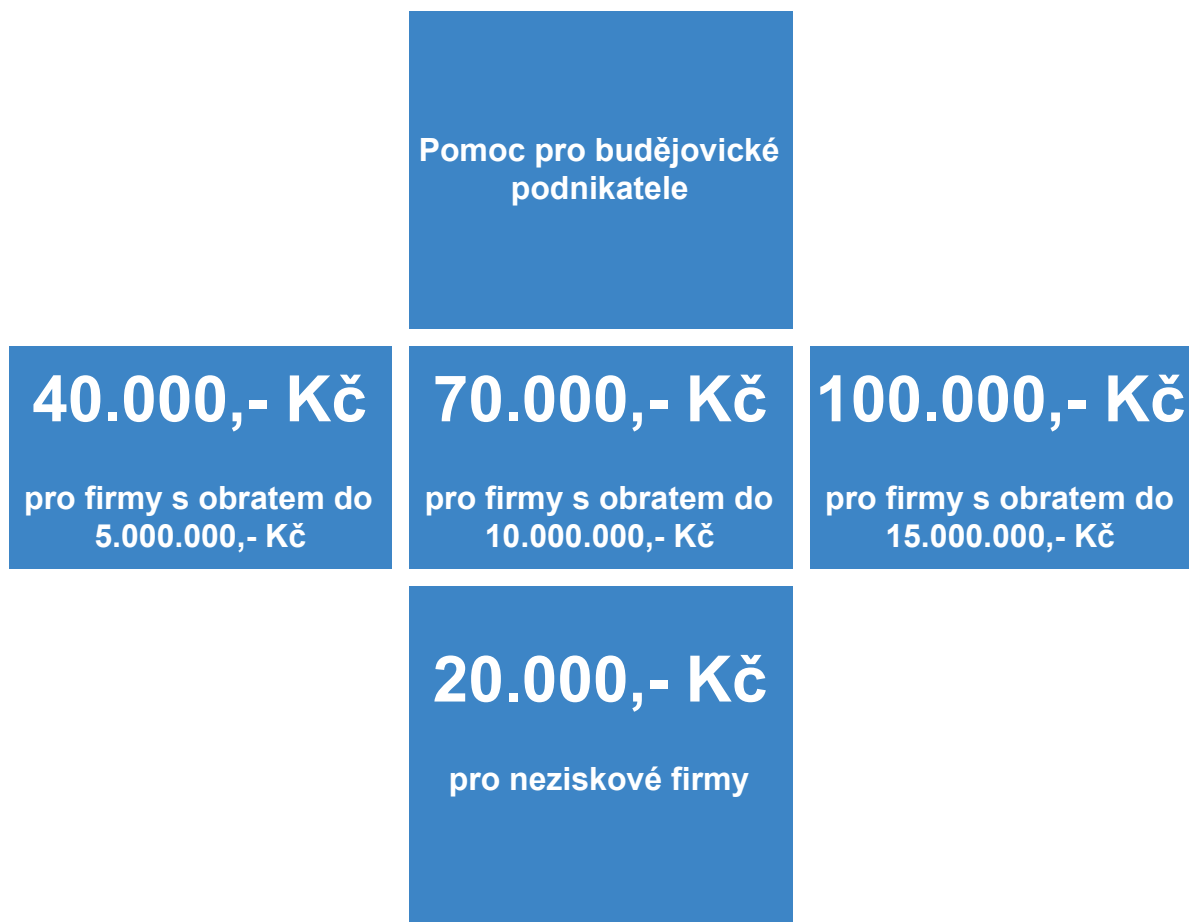 Pomoc pro budějovické
podnikatele
40.000,- Kč
pro firmy s obratem do
5.000.000,- Kč
70.000,- Kč
pro firmy s obratem do
10.000.000,- Kč
100.000,- Kč
pro firmy s obratem do
15.000.000,- Kč
20.000,- Kč
pro neziskové firmy